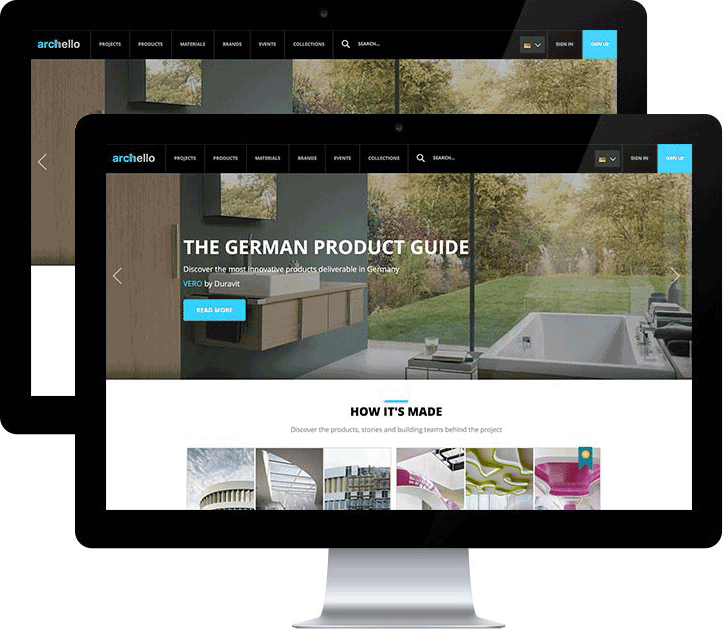 archello PROJECTS PRODUCTS MATERIALS BRANDS EVENTS COLLECTIONS SEARCH... SIGN IN SIGN UP
archello PROJECTS PRODUCTS MATERIALS BRANDS EVENTS COLLECTIONS SEARCH... SIGN IN SIGN UP
THE GERMAN PRODUCT GUIDE
Discover the most innovative products deliverable in Germany
VERO by Duravit
READ MORE
HOW IT'S MADE
Discover the products, stories and building teams behind the project